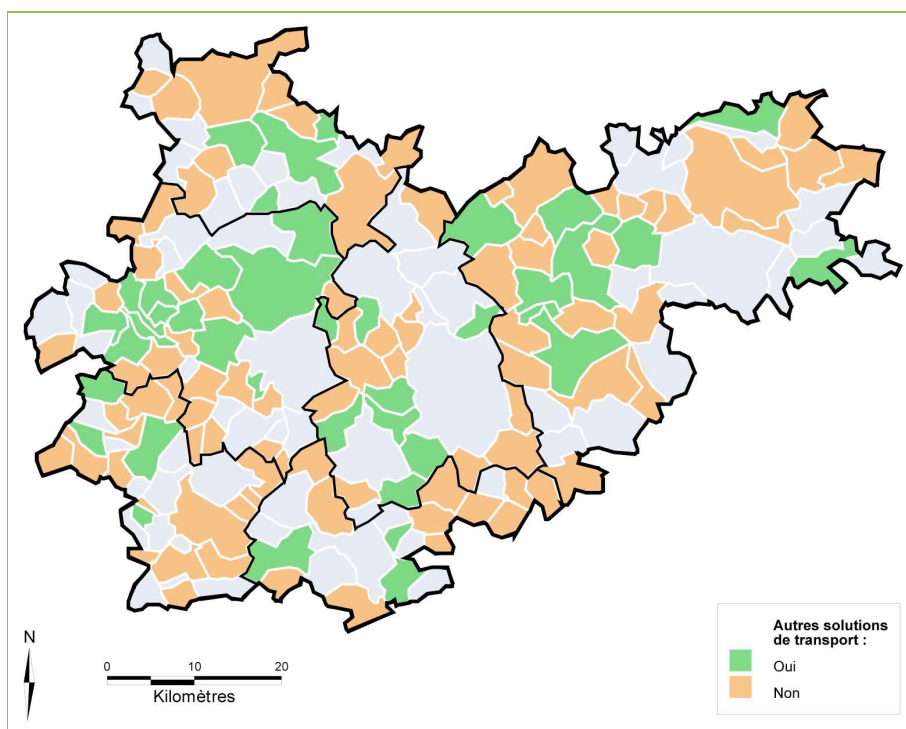 N
0 10 20
Kilomètres
Autres solutions
de transport :
Oui
Non